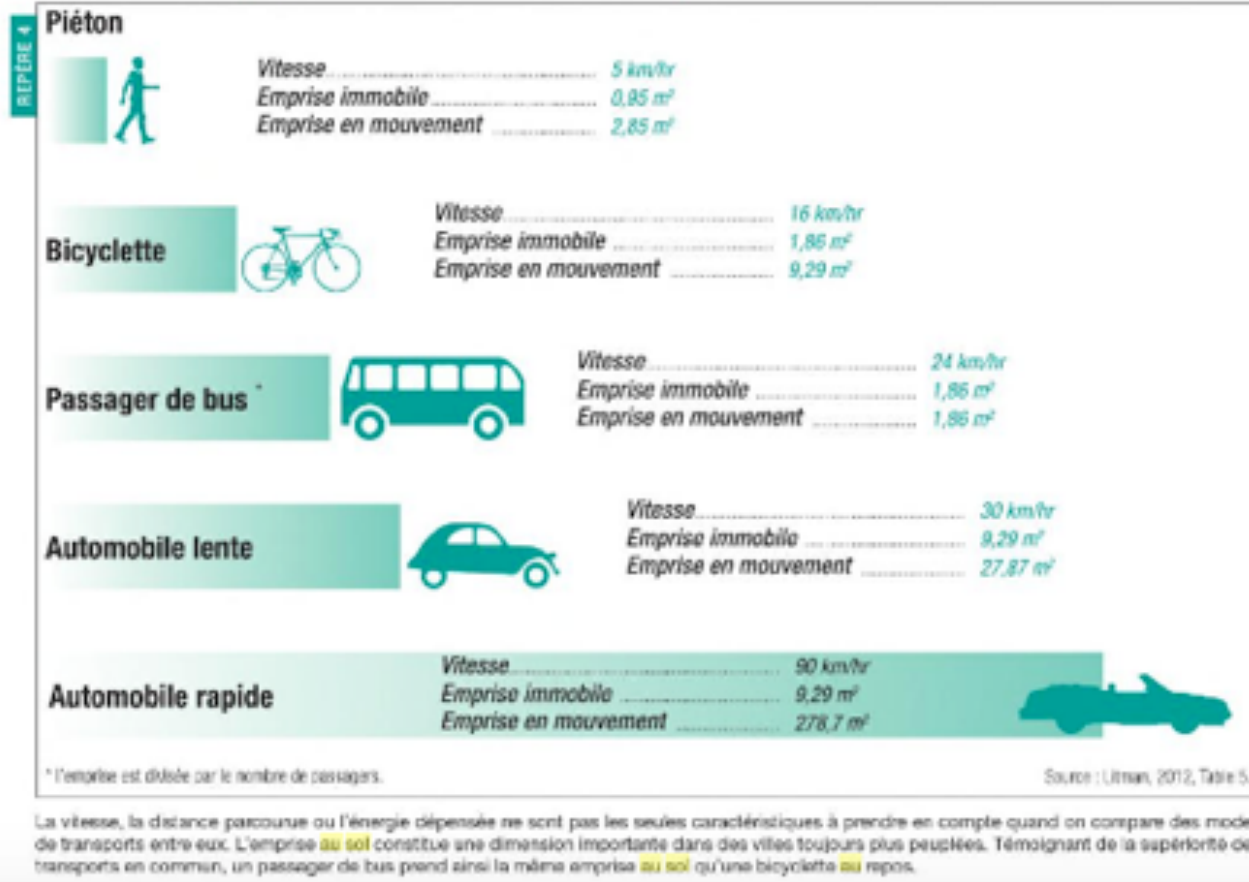 REPÈRE 4
Piéton
Vitesse 5 km/hr
Emprise immobile 0,95 m²
Emprise en mouvement 2,85 m²
Bicyclette
Vitesse 16 km/hr
Emprise immobile 1,86 m²
Emprise en mouvement 9,29 m²
Passager de bus *
Vitesse 24 km/hr
Emprise immobile 1,86 m²
Emprise en mouvement 1,86 m²
Automobile lente
Vitesse 30 km/hr
Emprise immobile 9,29 m²
Emprise en mouvement 27,87 m²
Automobile rapide
Vitesse 90 km/hr
Emprise immobile 9,29 m²
Emprise en mouvement 278,7 m²
* l'emprise est divisée par le nombre de passagers.
Source : Litman, 2012, Table 5.
La vitesse, la distance parcourue ou l'énergie dépensée ne sont pas les seules caractéristiques à prendre en compte quand on compare des mode
de transports entre eux. L'emprise au sol constitue une dimension importante dans des villes toujours plus peuplées. Témoignant de la supériorité de
transports en commun, un passager de bus prend ainsi la même emprise au sol qu'une bicyclette au repos.